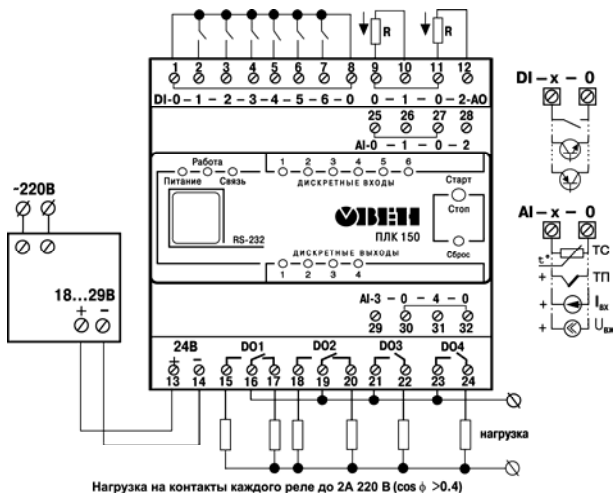 R R
1 2 3 4 5 6 7 8 9 10 11 12
DI-0-1-2-3-4-5-6-0 0-1-0-2-AO
25 26 27 28
AI-0-1-0-2
Работа
Питание Связь
1 2 3 4 5 6
ДИСКРЕТНЫЕ ВХОДЫ
Старт
Стоп
ОВЕН
ПЛК 150
RS-232
Сброс
ДИСКРЕТНЫЕ ВЫХОДЫ
1 2 3 4
AI-3-0-4-0
29 30 31 32
24В DO1 DO2 DO3 DO4
+ –
13 14 15 16 17 18 19 20 21 22 23 24
~220В
18...29В
+ –
нагрузка
DI-x-0
AI-x-0
t° ТС
+ ТП
+ Iвх
+ Uвх
Нагрузка на контакты каждого реле до 2А 220 В (cos ϕ >0.4)